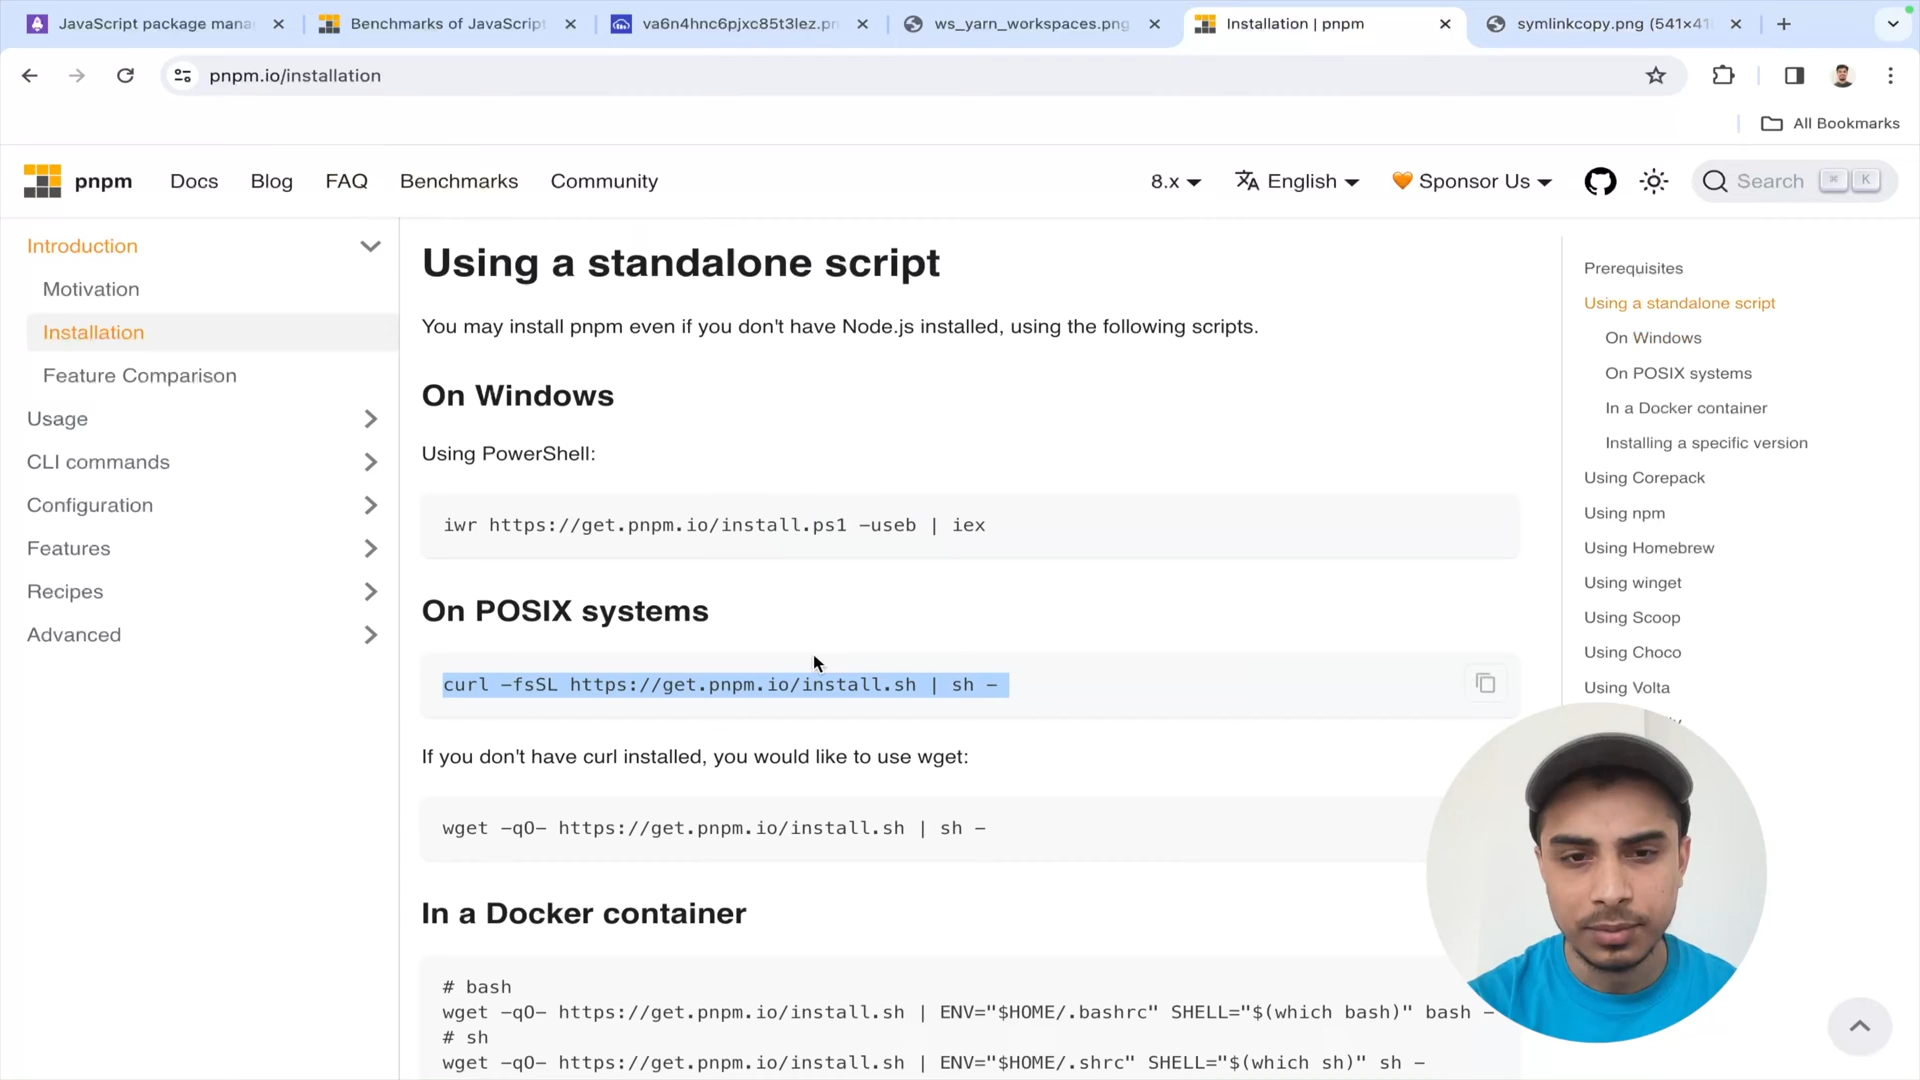 JavaScript package mana
Benchmarks of JavaScript
va6n4hnc6pjxc85t3lez.pn
ws_yarn_workspaces.png
Installation | pnpm
symlinkcopy.png (541×41
pnpm.io/installation
All Bookmarks
pnpm
Docs
Blog
FAQ
Benchmarks
Community
8.x
English
Sponsor Us
Search
⌘
K
Introduction
Motivation
Installation
Feature Comparison
Usage
CLI commands
Configuration
Features
Recipes
Advanced
Using a standalone script
You may install pnpm even if you don't have Node.js installed, using the following scripts.
On Windows
Using PowerShell:
iwr https://get.pnpm.io/install.ps1 -useb | iex
On POSIX systems
curl -fsSL https://get.pnpm.io/install.sh | sh -
If you don't have curl installed, you would like to use wget:
wget -qO- https://get.pnpm.io/install.sh | sh -
In a Docker container
# bash
wget -qO- https://get.pnpm.io/install.sh | ENV="$HOME/.bashrc" SHELL="$(which bash)" bash -
# sh
wget -qO- https://get.pnpm.io/install.sh | ENV="$HOME/.shrc" SHELL="$(which sh)" sh -
Prerequisites
Using a standalone script
On Windows
On POSIX systems
In a Docker container
Installing a specific version
Using Corepack
Using npm
Using Homebrew
Using winget
Using Scoop
Using Choco
Using Volta